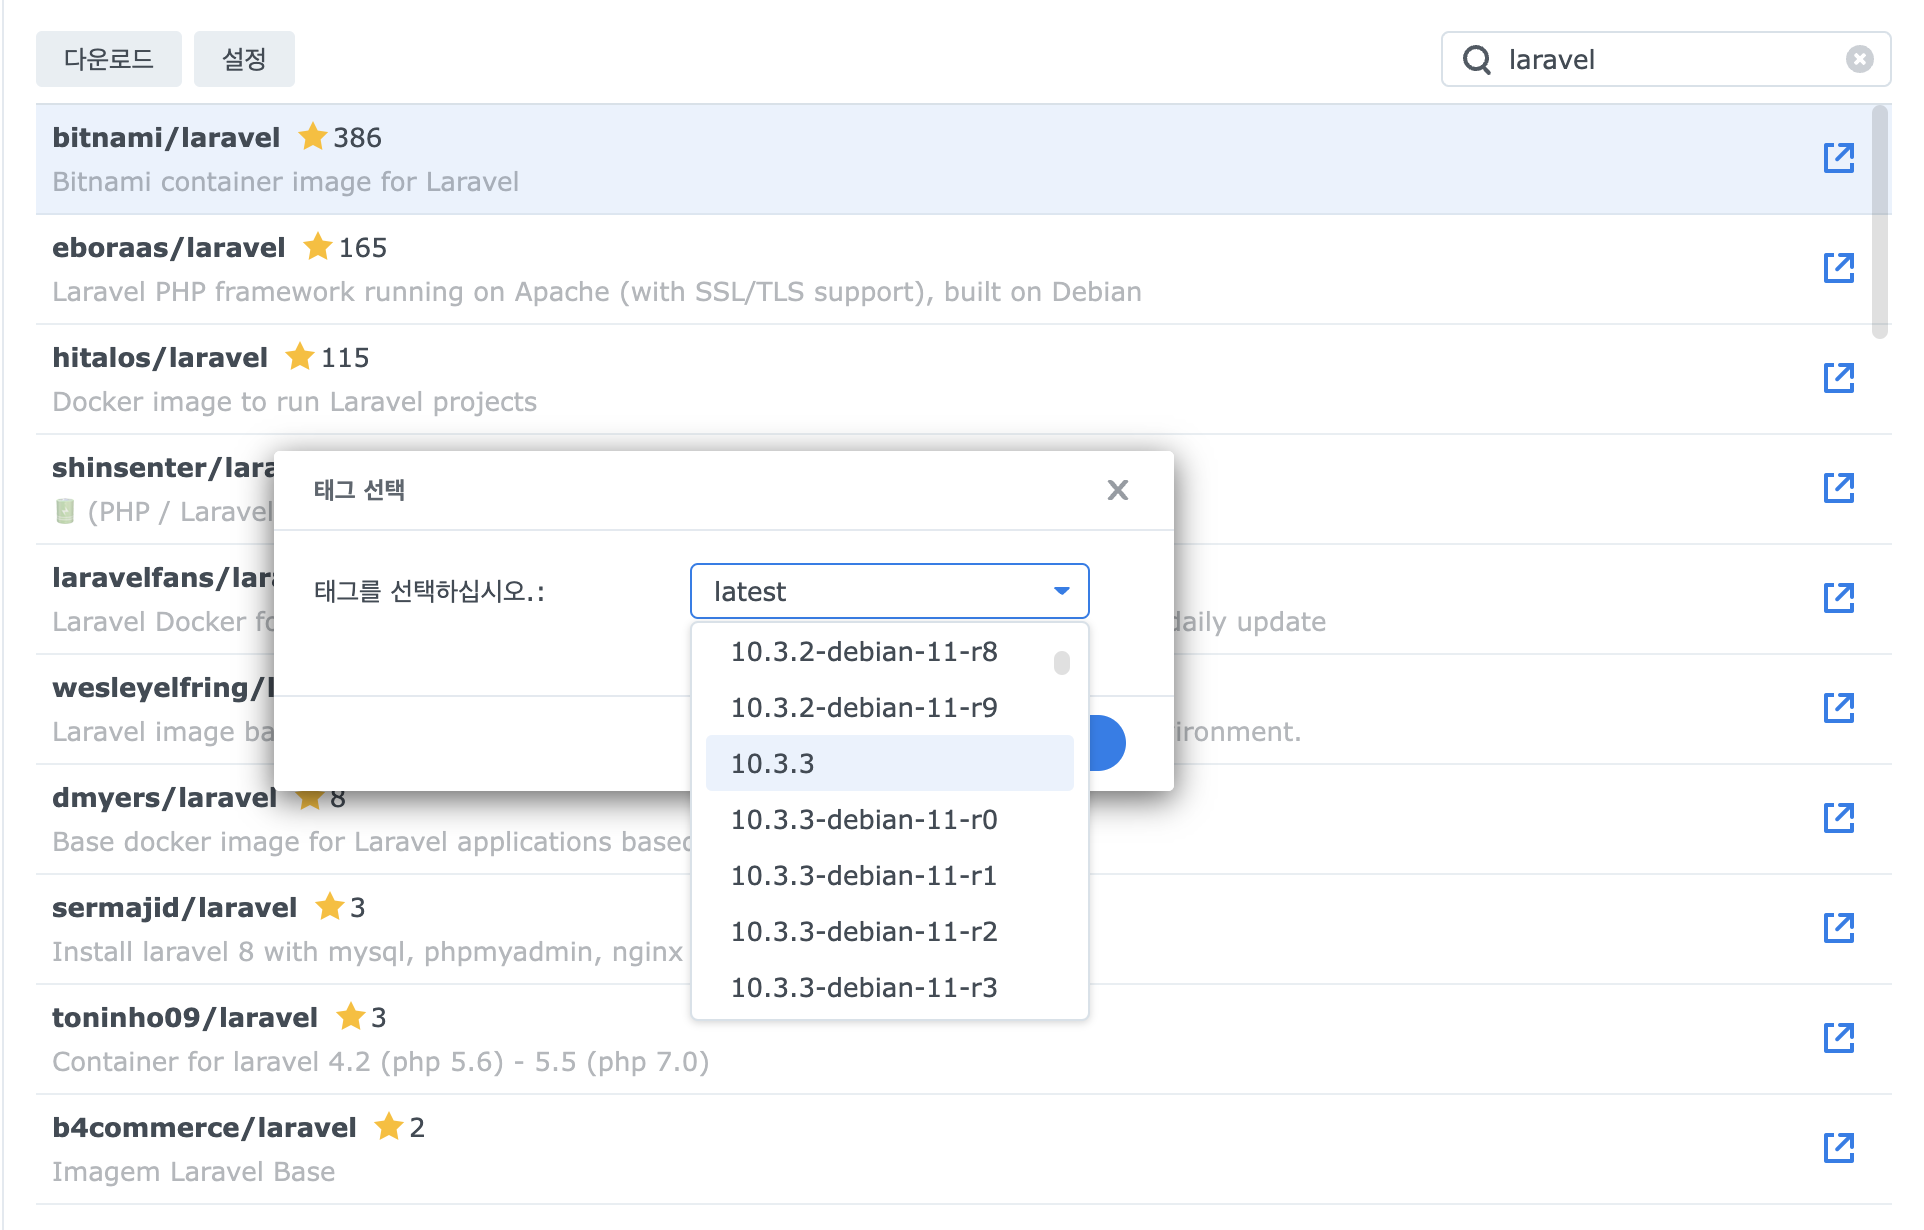 다운로드 설정 laravel
bitnami/laravel 386
Bitnami container image for Laravel
eboraas/laravel 165
Laravel PHP framework running on Apache (with SSL/TLS support), built on Debian
hitalos/laravel 115
Docker image to run Laravel projects
shinsenter/lara
(PHP / Laravel
laravelfans/lar
Laravel Docker daily update
wesleyelfring/
Laravel image ba ironment.
태그 선택
태그를 선택하십시오.: latest
10.3.2-debian-11-r8
10.3.2-debian-11-r9
10.3.3
10.3.3-debian-11-r0
10.3.3-debian-11-r1
10.3.3-debian-11-r2
10.3.3-debian-11-r3
dmyers/laravel 8
Base docker image for Laravel applications based
sermajid/laravel 3
Install laravel 8 with mysql, phpmyadmin, nginx
toninho09/laravel 3
Container for laravel 4.2 (php 5.6) - 5.5 (php 7.0)
b4commerce/laravel 2
Imagem Laravel Base